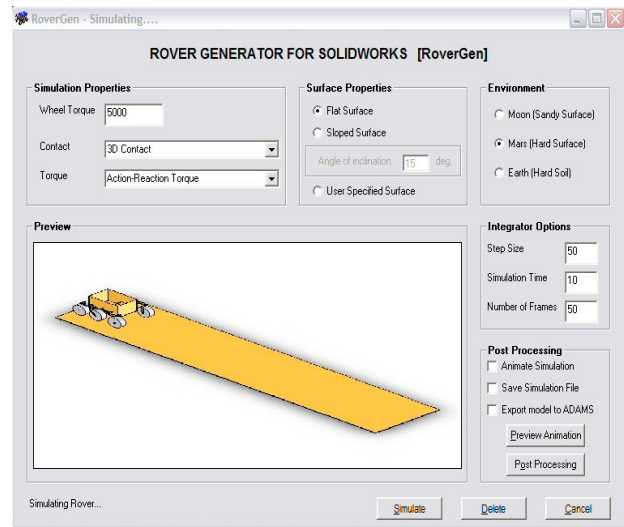 RoverGen - Simulating....
ROVER GENERATOR FOR SOLIDWORKS [RoverGen]
Simulation Properties
Wheel Torque 5000
Contact 3D Contact
Torque Action-Reaction Torque
Surface Properties
Flat Surface
Sloped Surface
Angle of inclination 15 deg.
User Specified Surface
Environment
Moon (Sandy Surface)
Mars (Hard Surface)
Earth (Hard Soil)
Preview
Integrator Options
Step Size 50
Simulation Time 10
Number of Frames 50
Post Processing
Animate Simulation
Save Simulation File
Export model to ADAMS
Preview Animation
Post Processing
Simulating Rover...
Simulate Delete Cancel